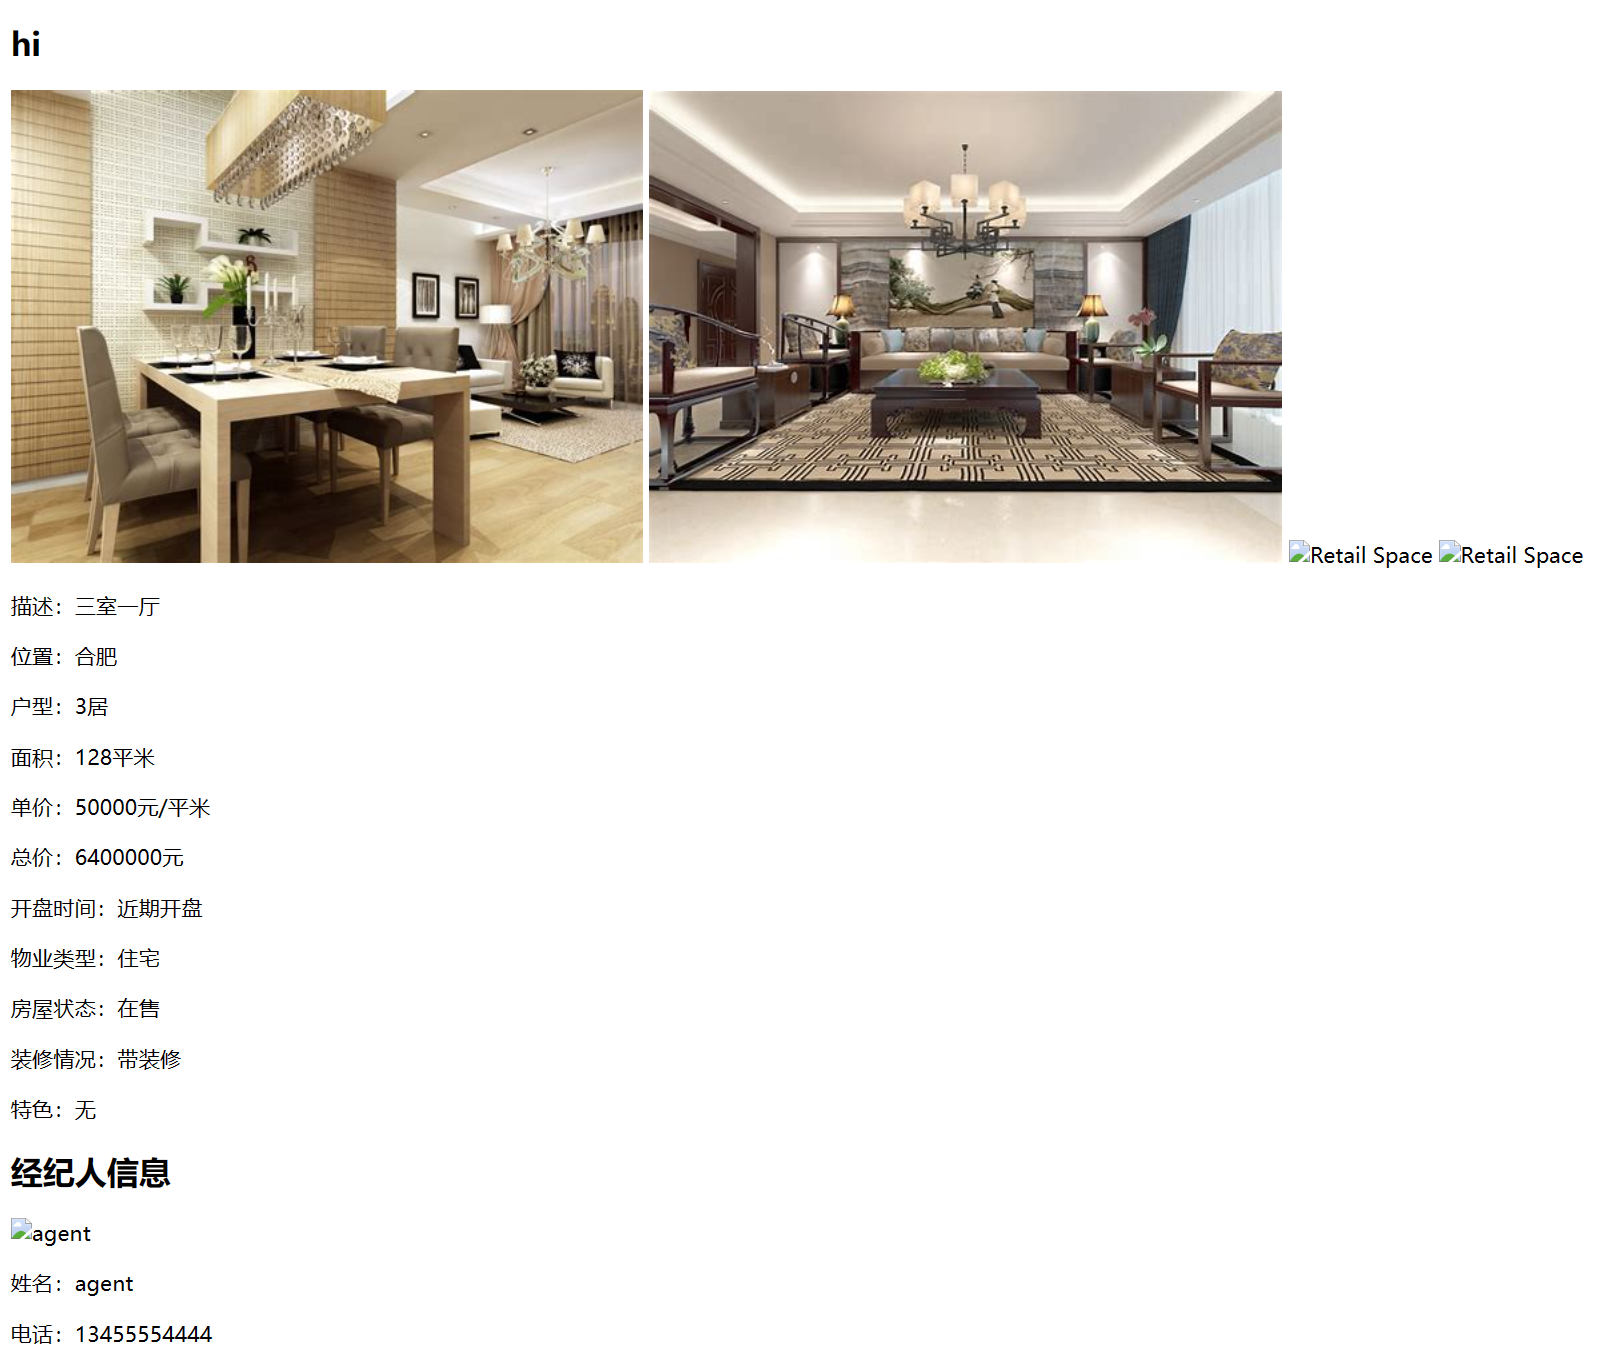 hi
Retail Space Retail Space
描述：三室一厅
位置：合肥
户型：3居
面积：128平米
单价：50000元/平米
总价：6400000元
开盘时间：近期开盘
物业类型：住宅
房屋状态：在售
装修情况：带装修
特色：无
经纪人信息
agent
姓名：agent
电话：13455554444